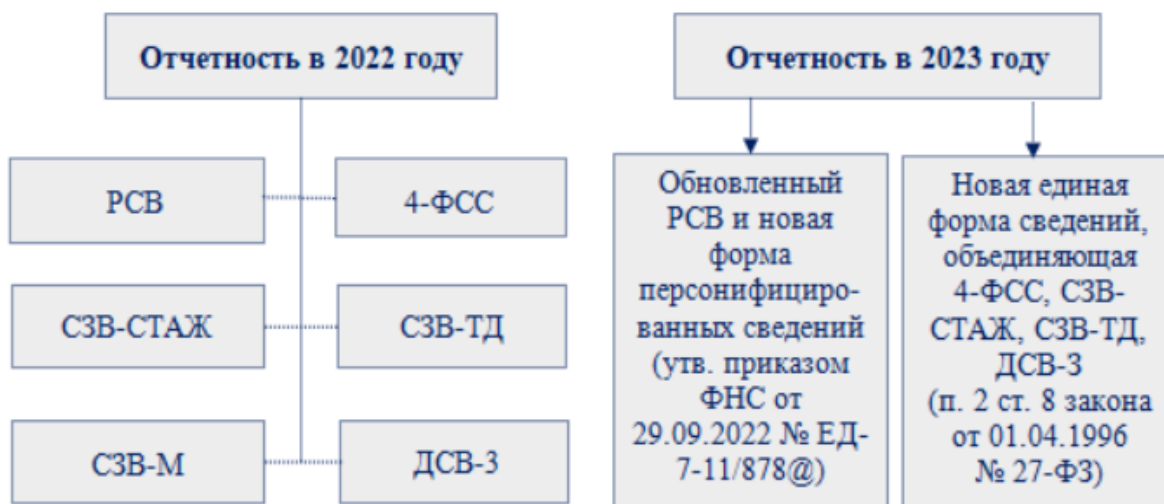 Отчетность в 2022 году
РСВ
4-ФСС
СЗВ-СТАЖ
СЗВ-ТД
СЗВ-М
ДСВ-3
Отчетность в 2023 году
Обновленный
РСВ и новая
форма
персонифициро-
ванных сведений
(утв. приказом
ФНС от
29.09.2022 № ЕД-
7-11/878@)
Новая единая
форма сведений,
объединяющая
4-ФСС, СЗВ-
СТАЖ, СЗВ-ТД,
ДСВ-3
(п. 2 ст. 8 закона
от 01.04.1996
№ 27-ФЗ)